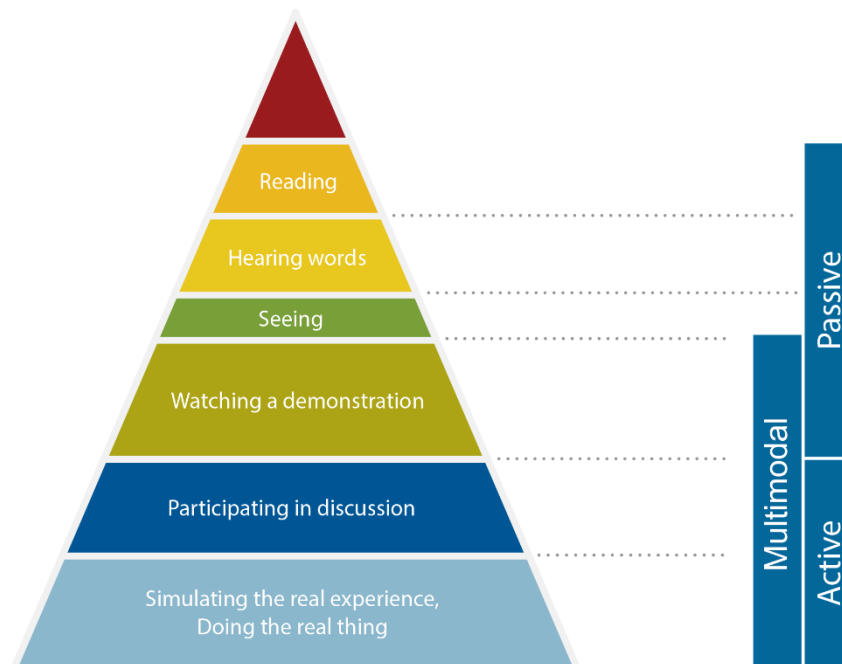 Reading
Hearing words
Seeing
Watching a demonstration
Participating in discussion
Simulating the real experience,
Doing the real thing
Multimodal
Passive
Active